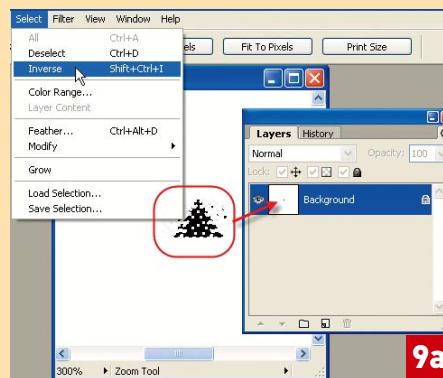 Select Filter View Window Help
All Ctrl+A
Deselect Ctrl+D
Inverse Shift+Ctrl+I
Color Range...
Layer Content
Feather... Ctrl+Alt+D
Modify
Grow
Load Selection...
Save Selection...
Fit To Pixels
Print Size
Layers History
Normal Opacity: 100
Lock:
Background
300% Zoom Tool
9a